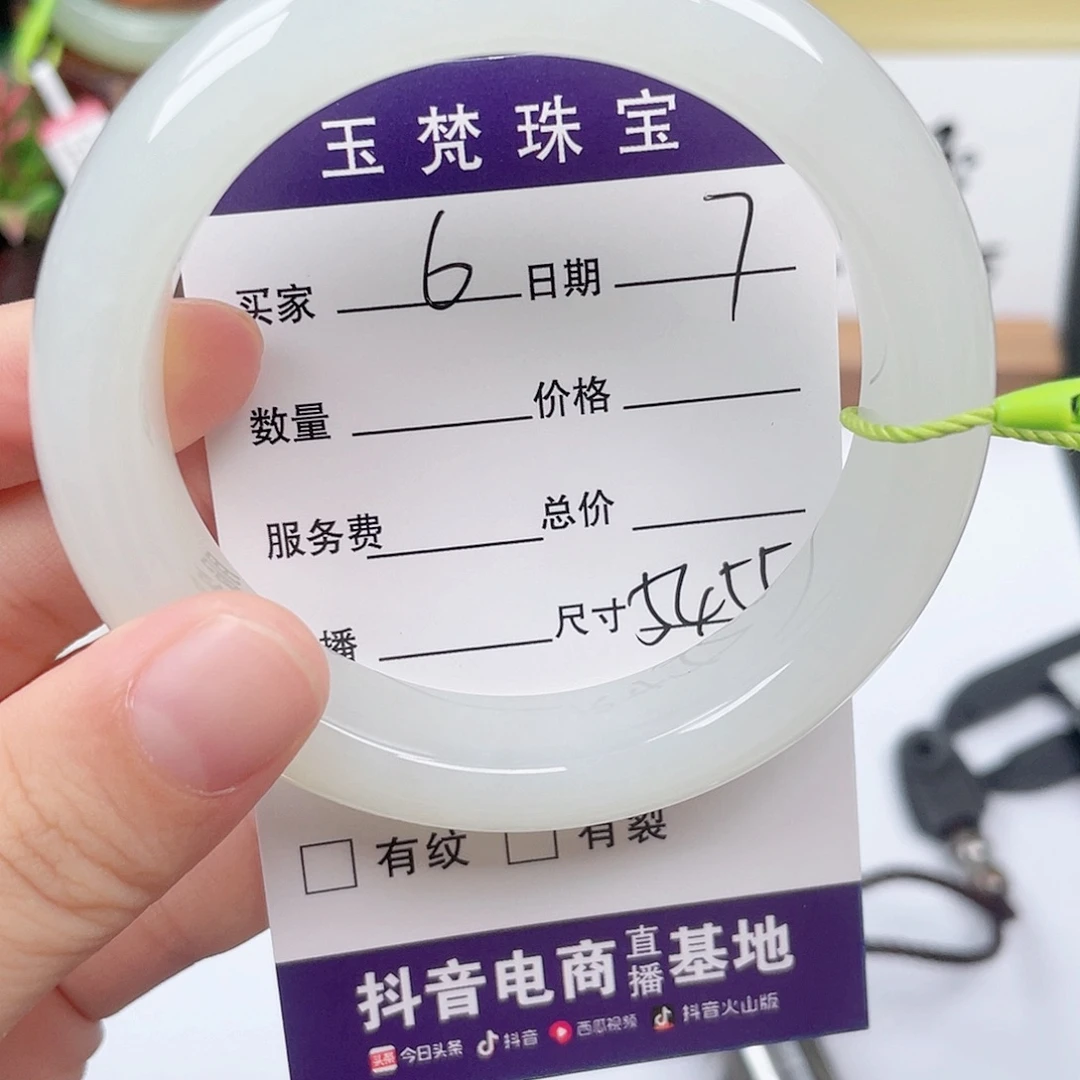 玉梵珠宝
买家 6 日期 7
数量 价格
服务费 总价
播 尺寸
有纹 有裂
抖音电商直播基地
头条 今日头条 抖音 西瓜视频 抖音火山版